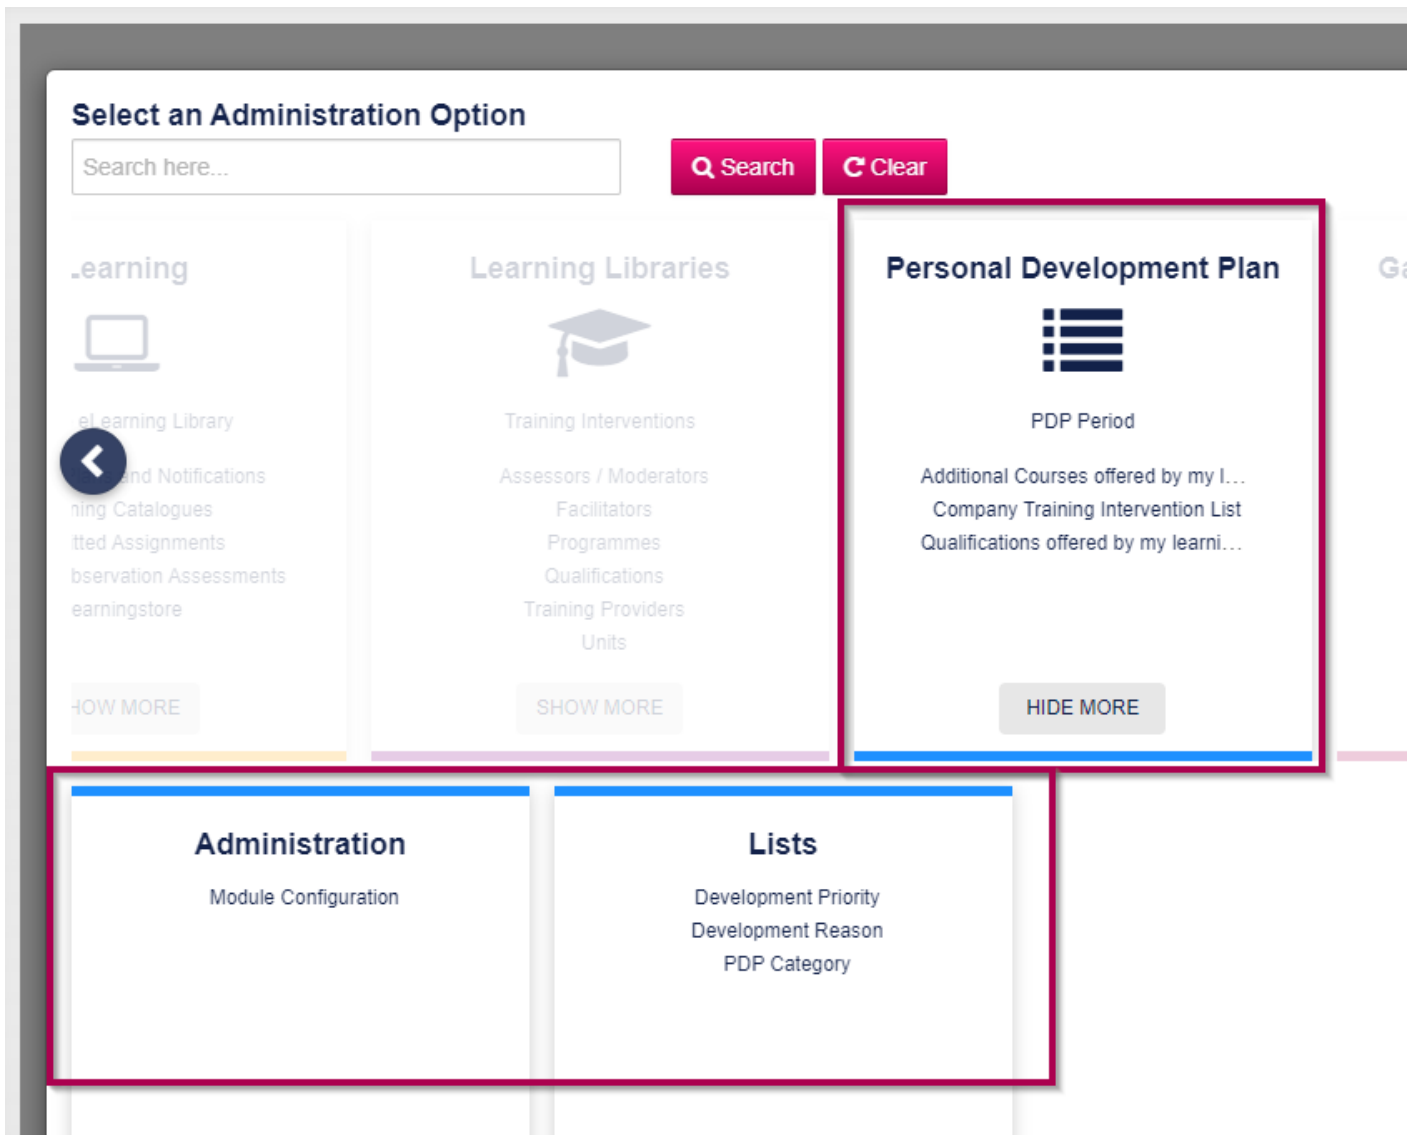 Select an Administration Option
Search here...
Search
Clear
earning
eLearning Library
and Notifications
ning Catalogues
tted Assignments
bservation Assessments
earningstore
HOW MORE
Learning Libraries
Training Interventions
Assessors / Moderators
Facilitators
Programmes
Qualifications
Training Providers
Units
SHOW MORE
Personal Development Plan
PDP Period
Additional Courses offered by my l...
Company Training Intervention List
Qualifications offered by my learni...
HIDE MORE
Ga
Administration
Module Configuration
Lists
Development Priority
Development Reason
PDP Category